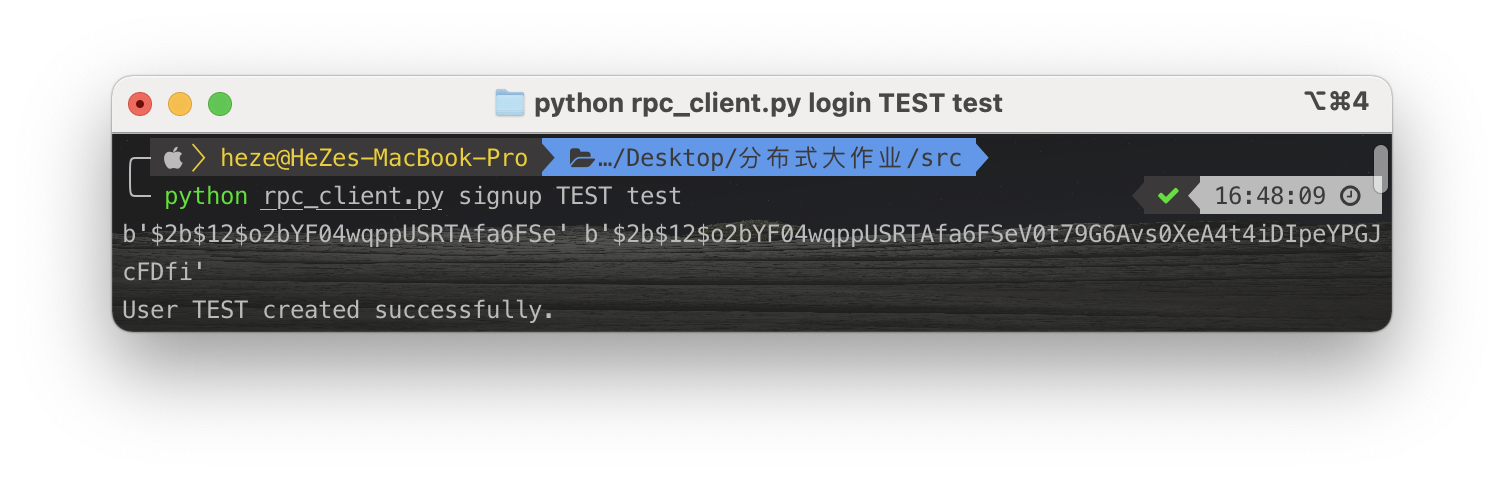 python rpc_client.py login TEST test
⌥⌘4
heze@HeZes-MacBook-Pro …/Desktop/分布式大作业/src
python rpc_client.py signup TEST test
16:48:09
b'$2b$12$o2bYF04wqppUSRTAfa6FSe' b'$2b$12$o2bYF04wqppUSRTAfa6FSeV0t79G6Avs0XeA4t4iDIpeYPGJ
cFDfi'
User TEST created successfully.